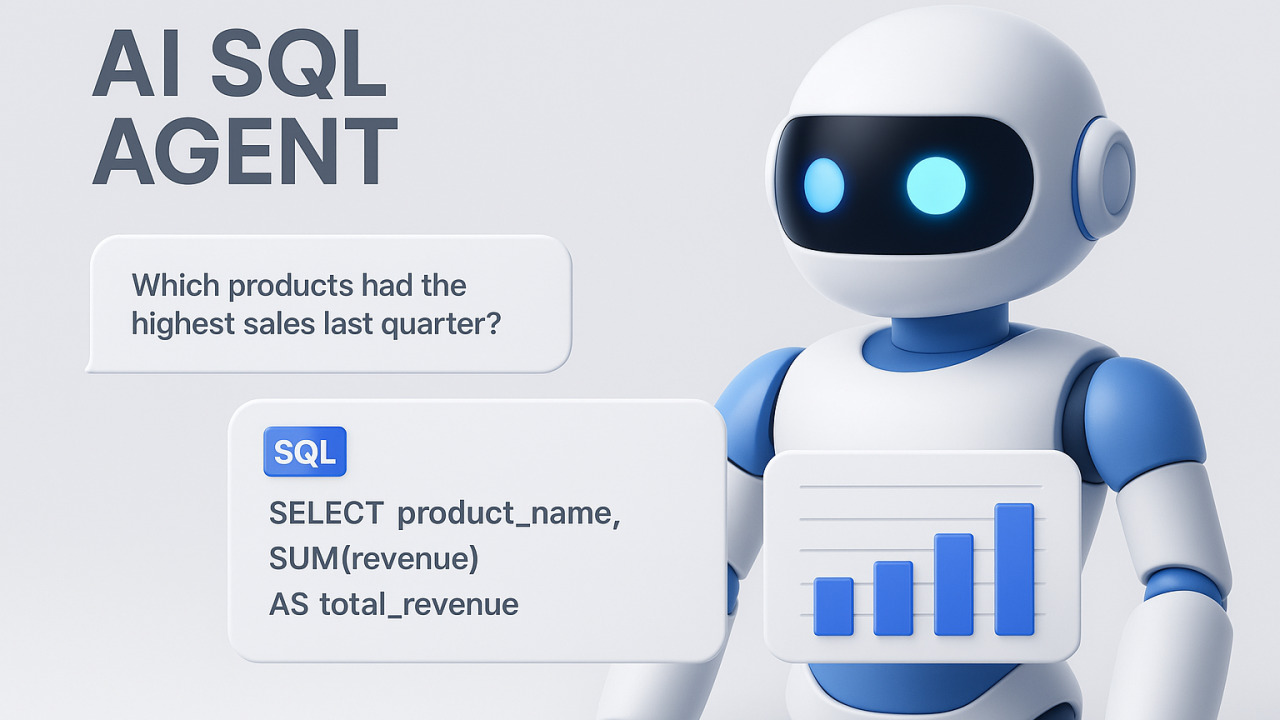 AI SQL
AGENT
Which products had the
highest sales last quarter?
SQL
SELECT product_name,
SUM(revenue)
AS total_revenue